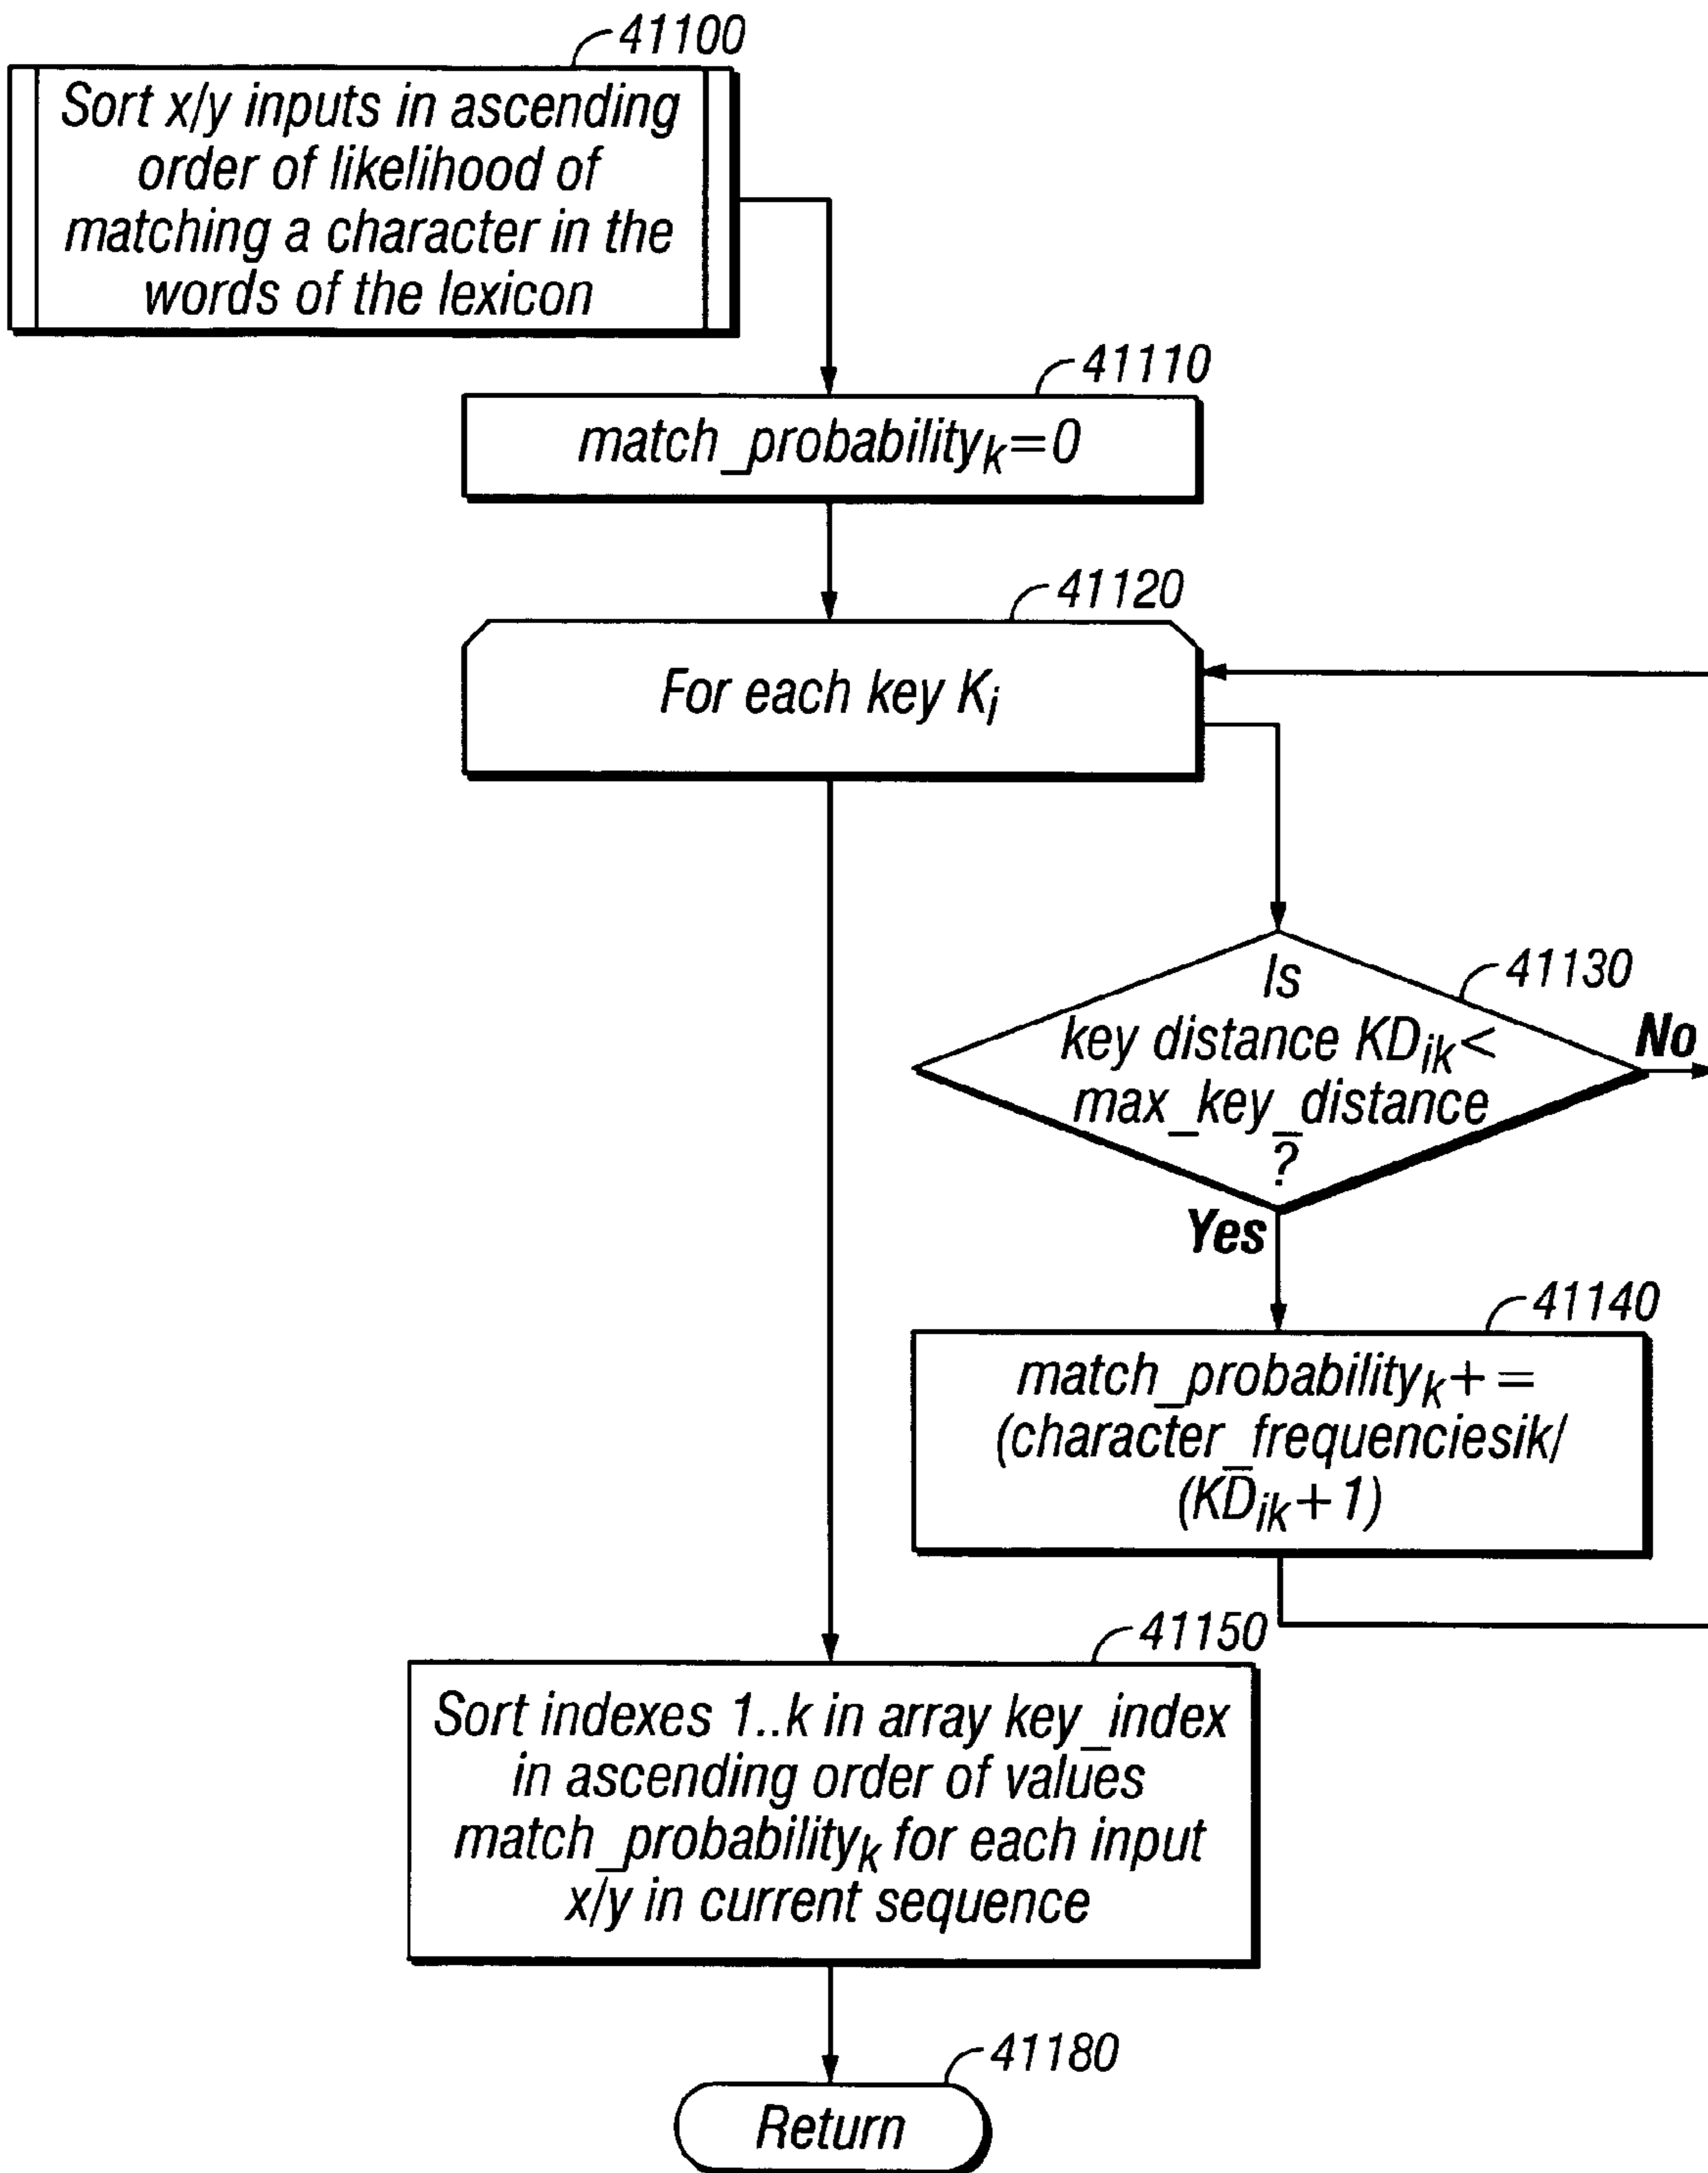 41100
Sort x/y inputs in ascending
order of likelihood of
matching a character in the
words of the lexicon
41110
match_probabilityk=0
41120
For each key Ki
41130
Is
key distance KDik<
max_key_distance
?
No
Yes
41140
match_probabilityk+=
(character_frequenciesik/
(KDik+1)
41150
Sort indexes 1..k in array key_index
in ascending order of values
match_probabilityk for each input
x/y in current sequence
41180
Return